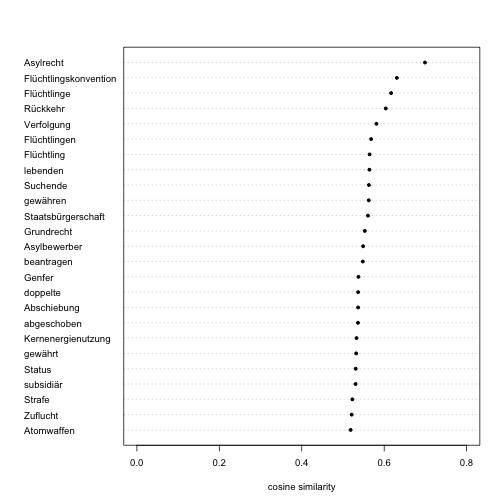 Asylrecht
Flüchtlingskonvention
Flüchtlinge
Rückkehr
Verfolgung
Flüchtlingen
Flüchtling
lebenden
Suchende
gewähren
Staatsbürgerschaft
Grundrecht
Asylbewerber
beantragen
Genfer
doppelte
Abschiebung
abgeschoben
Kernenergienutzung
gewährt
Status
subsidiär
Strafe
Zuflucht
Atomwaffen
0.0 0.2 0.4 0.6 0.8
cosine similarity